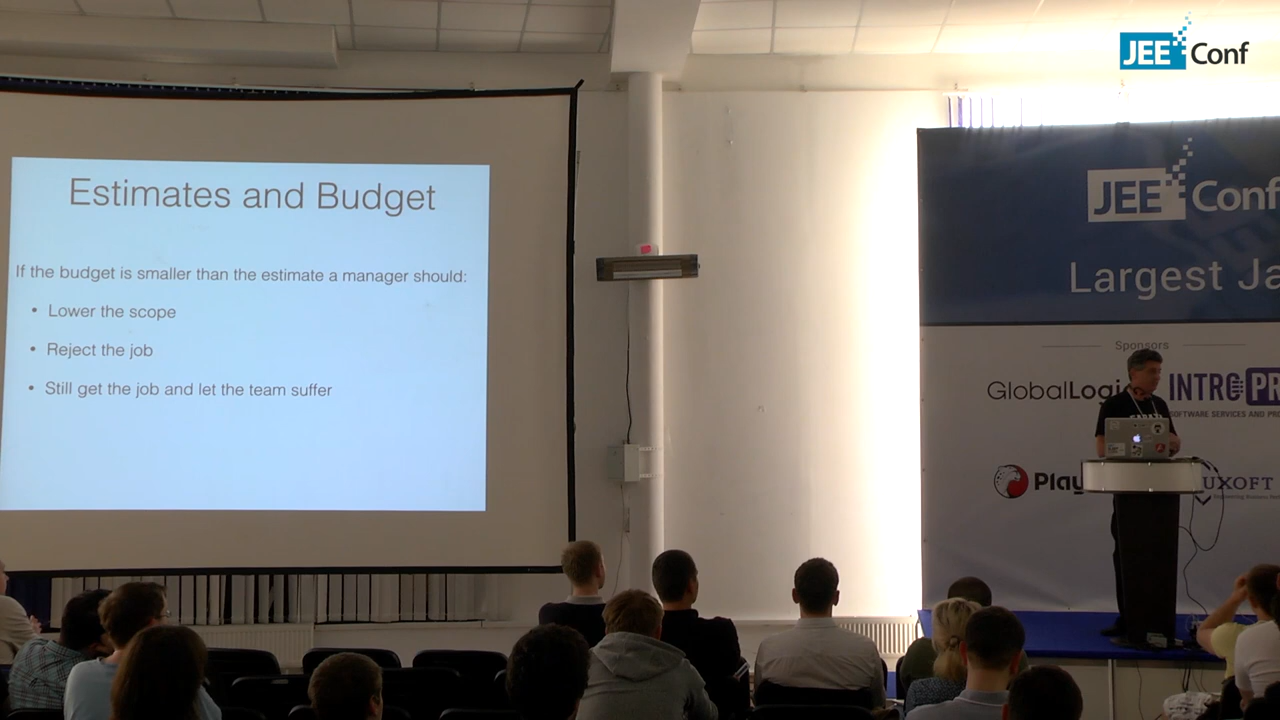 JEE Conf
Estimates and Budget
If the budget is smaller than the estimate a manager should:
• Lower the scope
• Reject the job
• Still get the job and let the team suffer
JEE Conf
Largest Ja
Sponsors
GlobalLogi
INTRO PR
SOFTWARE SERVICES AND PR
Play
UXOFT